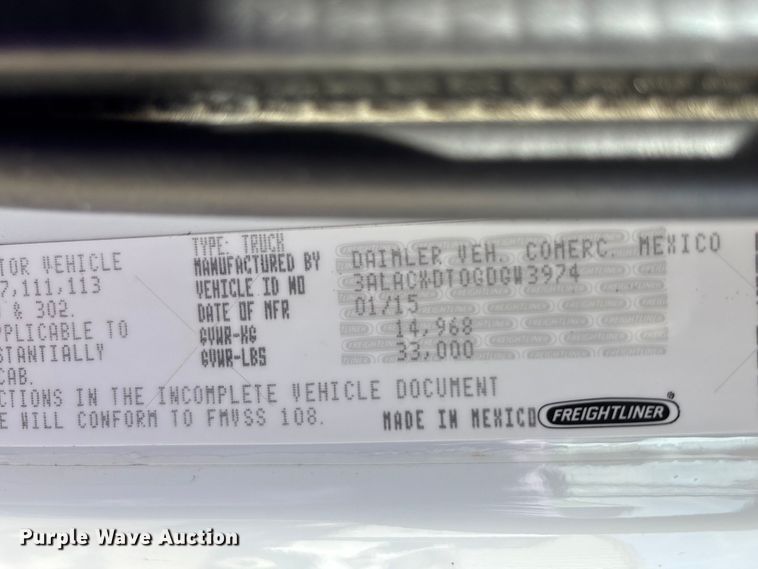 TYPE: TRUCK
TOR VEHICLE MANUFACTURED BY DAIMLER VEH. COMERC. MEXICO
7,111,113 VEHICLE ID NO 3ALACXDT0GDGW3974
& 302. DATE OF MFR 01/15
PPLICABLE TO GVWR-KG 14,968
STANTIALLY GVWR-LBS 33,000
CAB.
CTIONS IN THE INCOMPLETE VEHICLE DOCUMENT
E WILL CONFORM TO FMVSS 108. MADE IN MEXICO FREIGHTLINER®
Purple Wave Auction